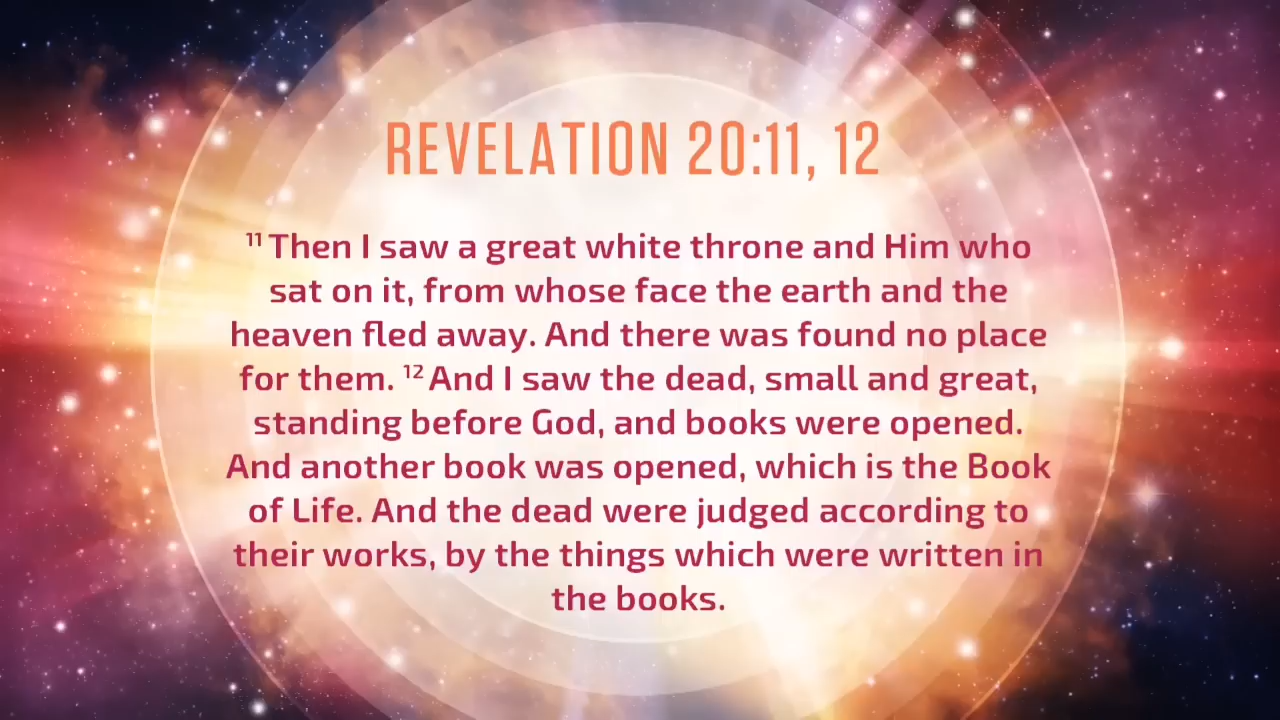 REVELATION 20:11, 12
¹¹ Then I saw a great white throne and Him who
sat on it, from whose face the earth and the
heaven fled away. And there was found no place
for them. ¹² And I saw the dead, small and great,
standing before God, and books were opened.
And another book was opened, which is the Book
of Life. And the dead were judged according to
their works, by the things which were written in
the books.